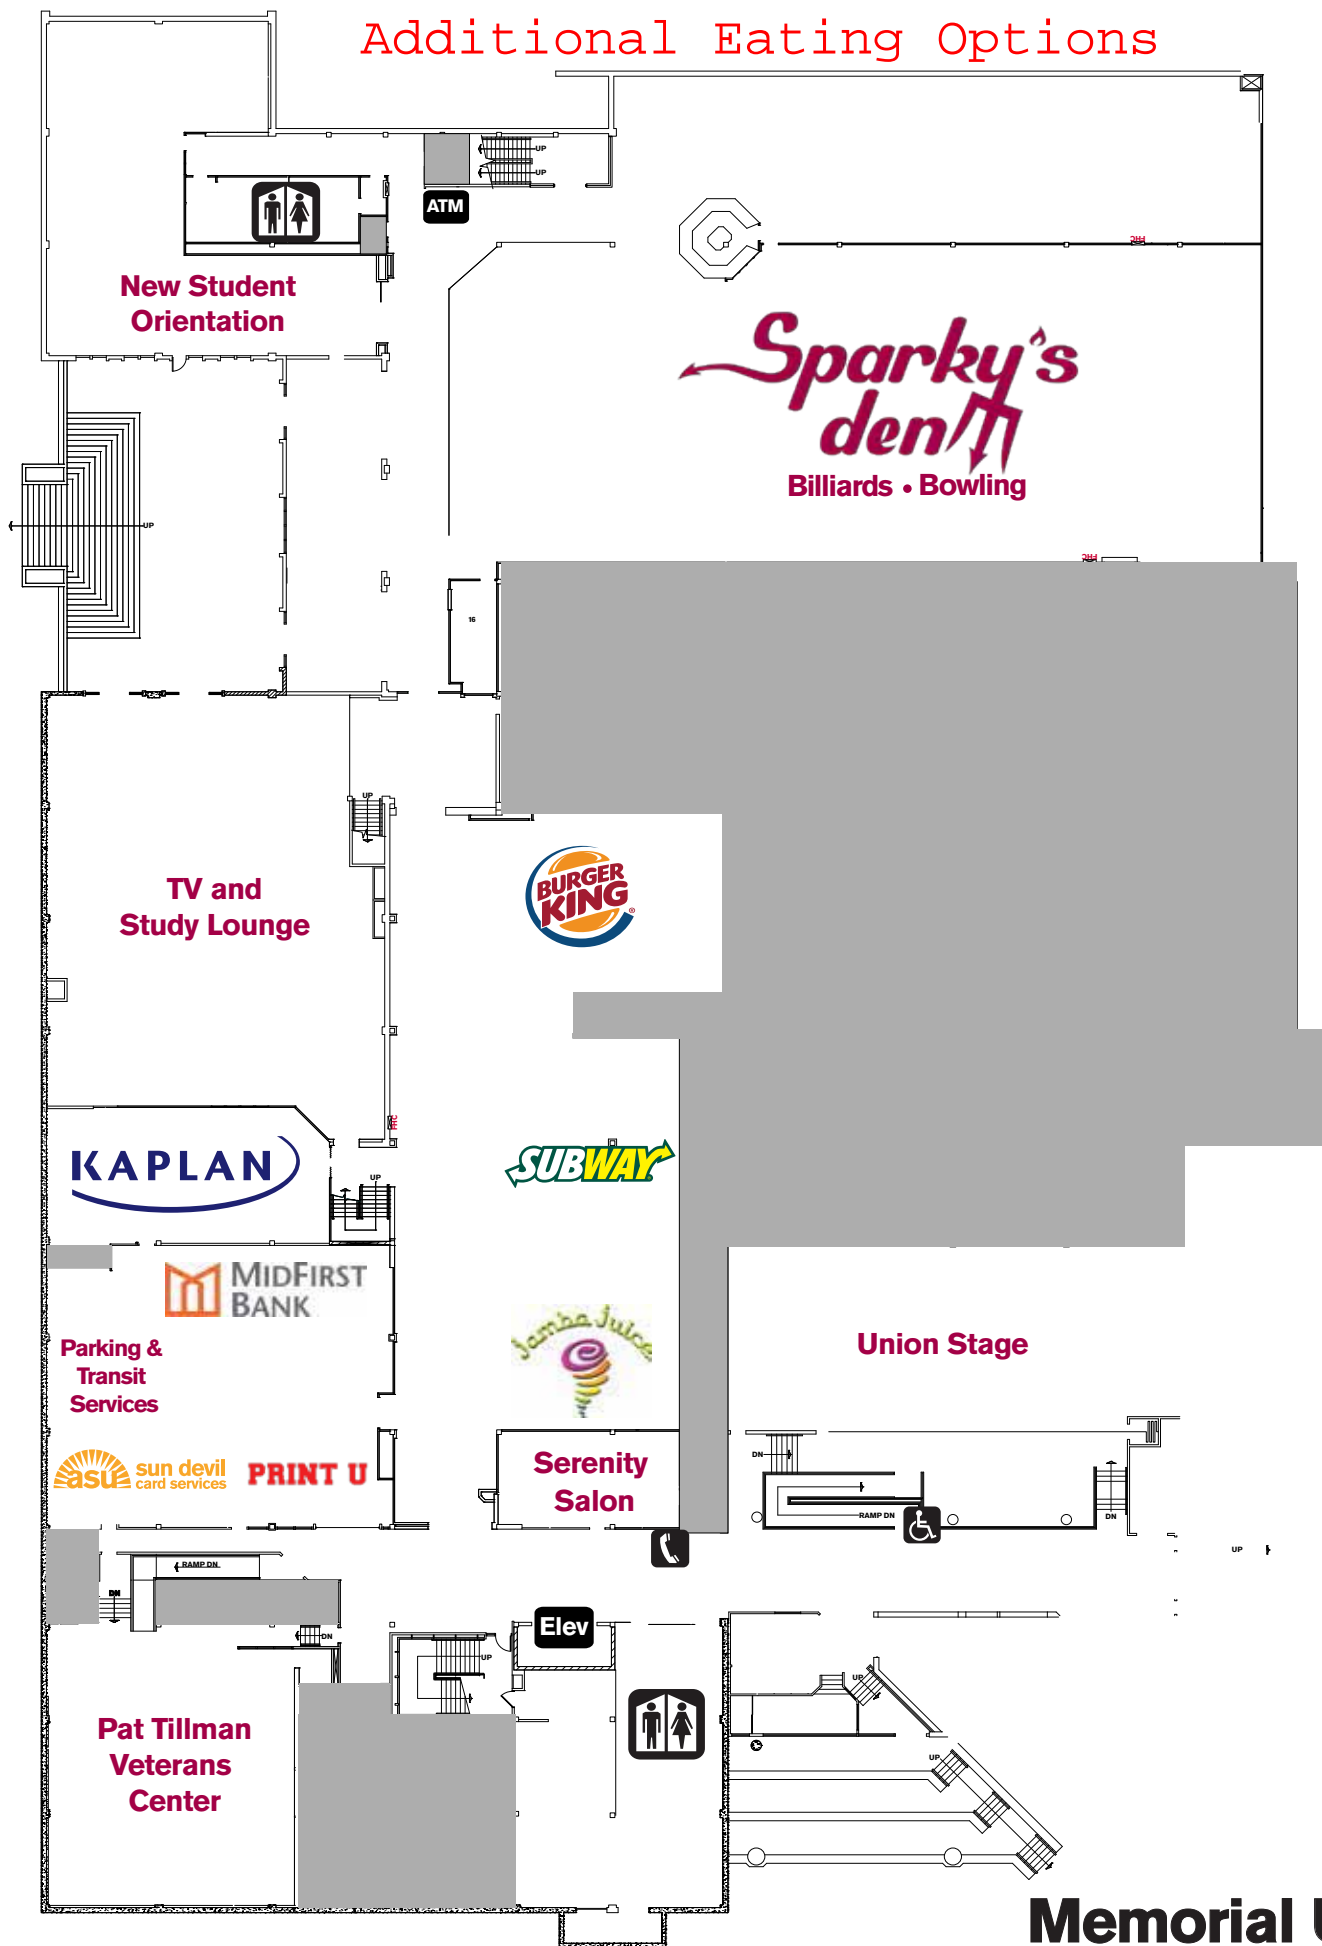 Additional Eating Options
UP
UP
ATM
New Student
Orientation
Sparky's
den
Billiards • Bowling
UP
16
UP
TV and
Study Lounge
BURGER
KING
®
KAPLAN
UP
SUBWAY
MIDFIRST
BANK
Parking &
Transit
Services
Jamba Juice
Union Stage
asu sun devil
card services
PRINT U
Serenity
Salon
DN
RAMP DN
DN
UP
RAMP DN
DN
DN
Elev
UP
UP
Pat Tillman
Veterans
Center
UP
Memorial U